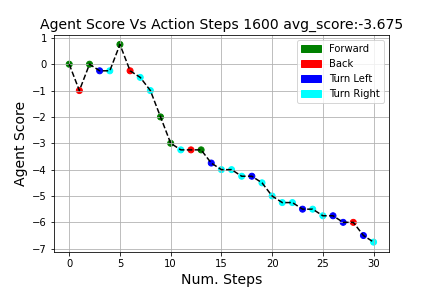 Agent Score Vs Action Steps 1600 avg_score:-3.675
1
0
−1
−2
−3
−4
−5
−6
−7
Agent Score
Forward
Back
Turn Left
Turn Right
0 5 10 15 20 25 30
Num. Steps